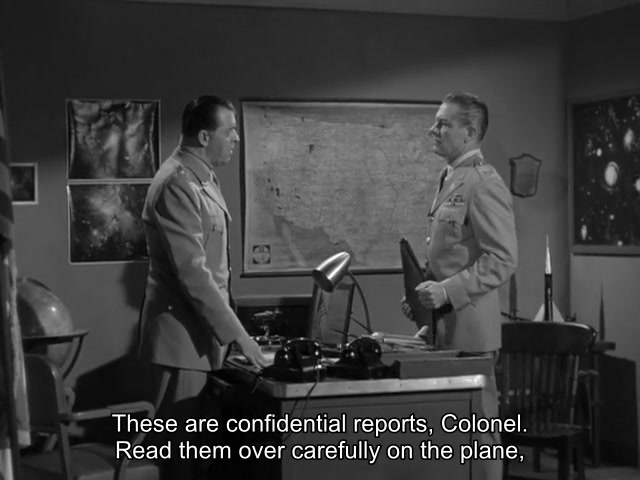 These are confidential reports, Colonel.
Read them over carefully on the plane,